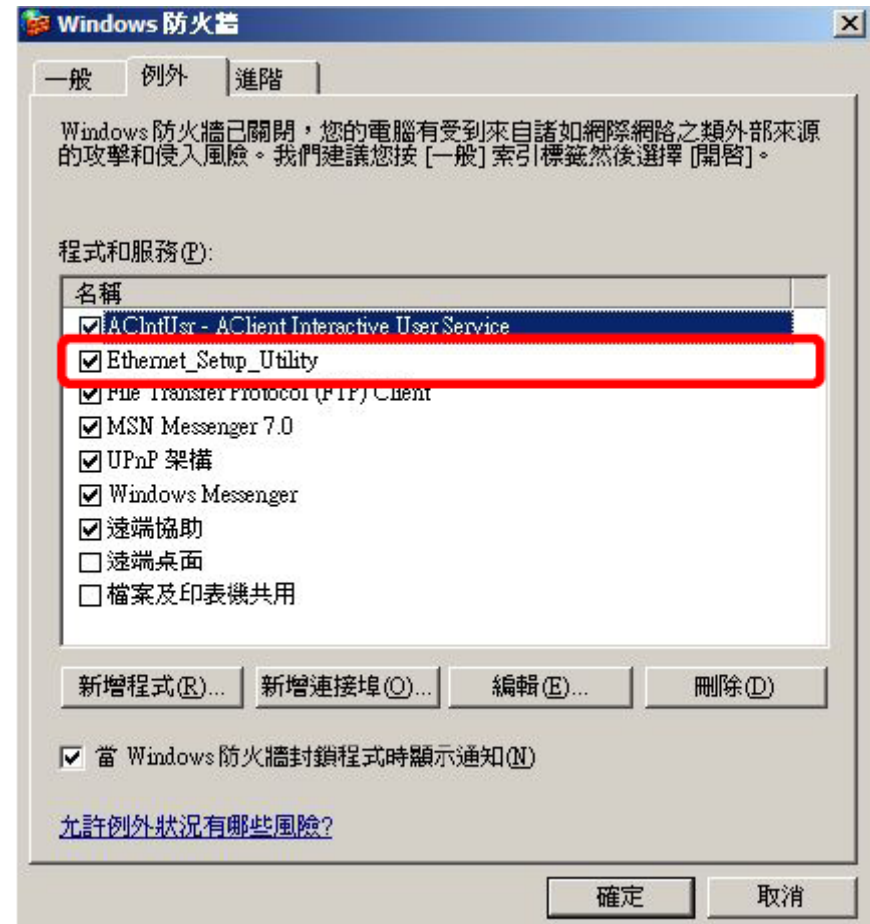 Windows 防火牆
一般 例外 進階
Windows 防火牆已關閉，您的電腦有受到來自諸如網際網路之類外部來源
的攻擊和侵入風險。我們建議您按 [一般] 索引標籤然後選擇 [開啓]。
程式和服務(P):
名稱
ACIntUsr - AClient Interactive User Service
Ethernet_Setup_Utility
File Transfer Protocol (FTP) Client
MSN Messenger 7.0
UPnP 架構
Windows Messenger
遠端協助
遠端桌面
檔案及印表機共用
新增程式(R)... 新增連接埠(O)... 編輯(E)... 刪除(D)
當 Windows 防火牆封鎖程式時顯示通知(N)
允許例外狀況有哪些風險?
確定 取消